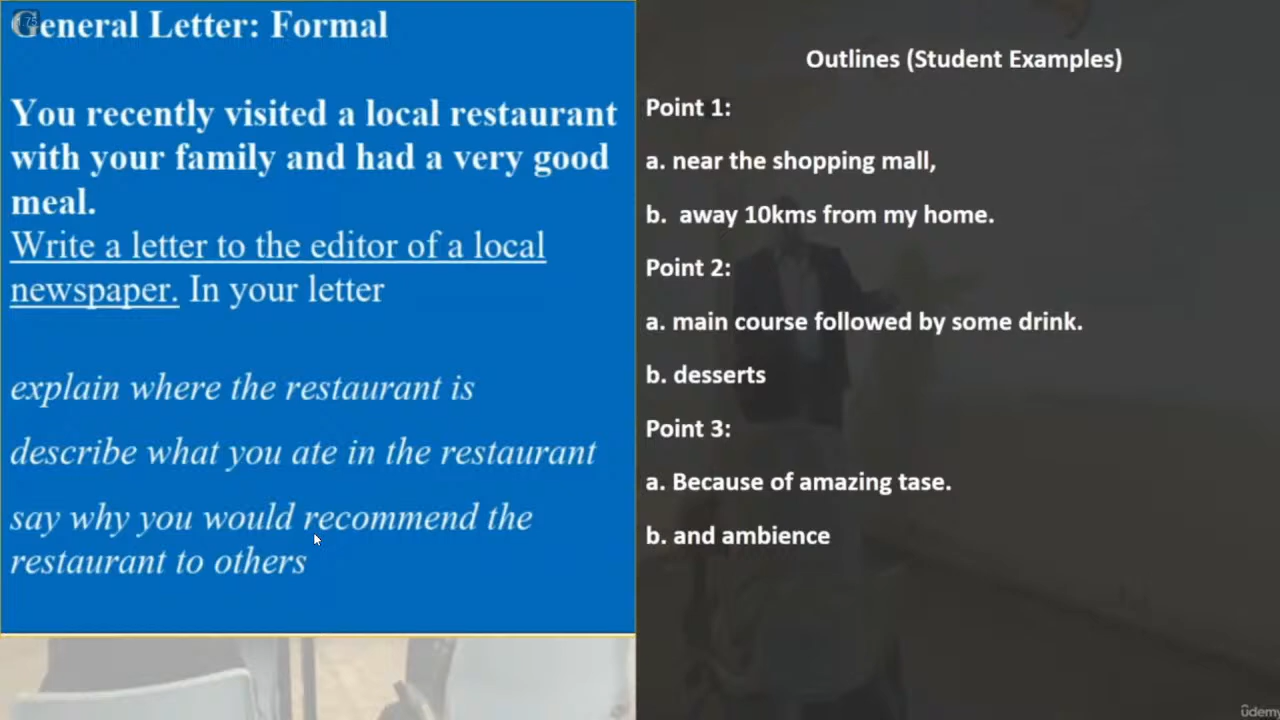 General Letter: Formal
You recently visited a local restaurant
with your family and had a very good
meal.
Write a letter to the editor of a local
newspaper. In your letter
explain where the restaurant is
describe what you ate in the restaurant
say why you would recommend the
restaurant to others
Outlines (Student Examples)
Point 1:
a. near the shopping mall,
b. away 10kms from my home.
Point 2:
a. main course followed by some drink.
b. desserts
Point 3:
a. Because of amazing tase.
b. and ambience
udemy